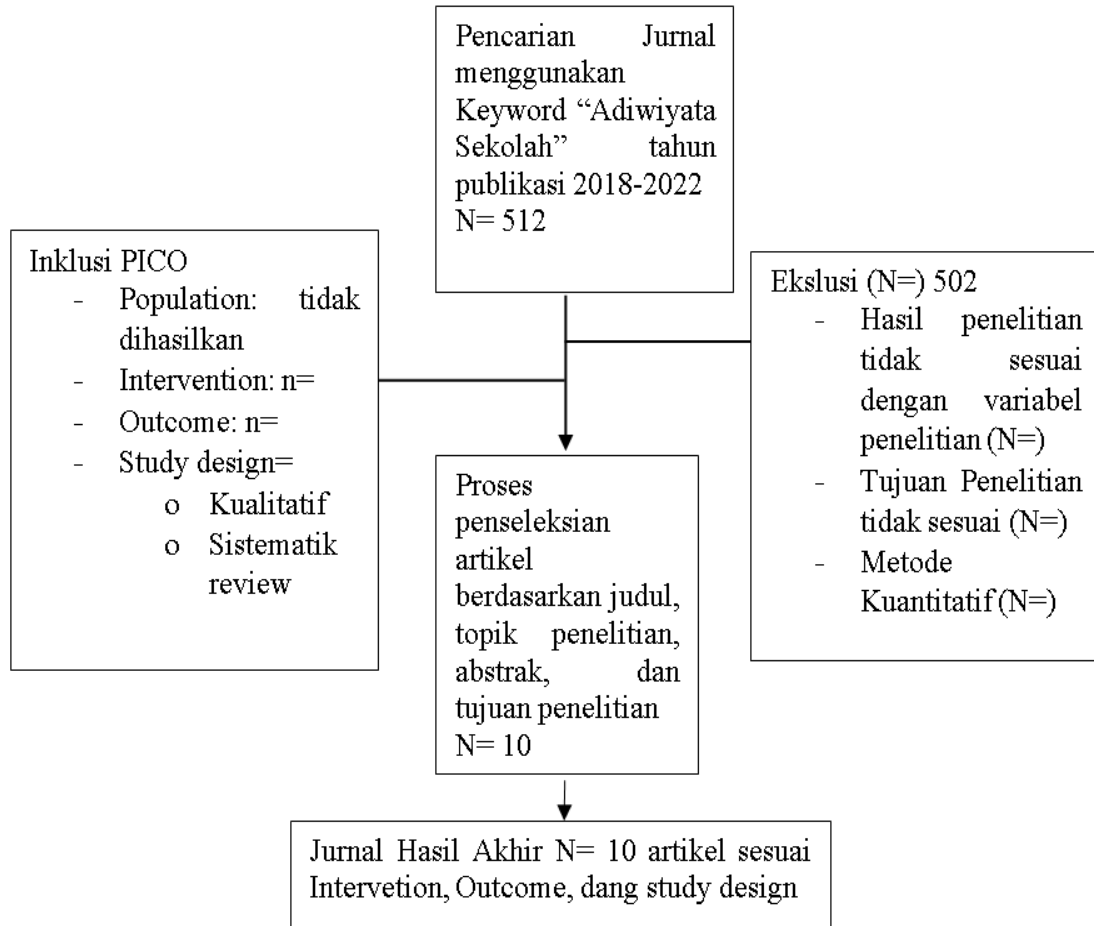 Pencarian Jurnal
menggunakan
Keyword “Adiwiyata
Sekolah” tahun
publikasi 2018-2022
N= 512
Inklusi PICO
- Population: tidak
dihasilkan
- Intervention: n=
- Outcome: n=
- Study design=
o Kualitatif
o Sistematik
review
Ekslusi (N=) 502
- Hasil penelitian
tidak sesuai
dengan variabel
penelitian (N=)
- Tujuan Penelitian
tidak sesuai (N=)
- Metode
Kuantitatif (N=)
Proses
penseleksian
artikel
berdasarkan judul,
topik penelitian,
abstrak, dan
tujuan penelitian
N= 10
Jurnal Hasil Akhir N= 10 artikel sesuai
Intervetion, Outcome, dang study design